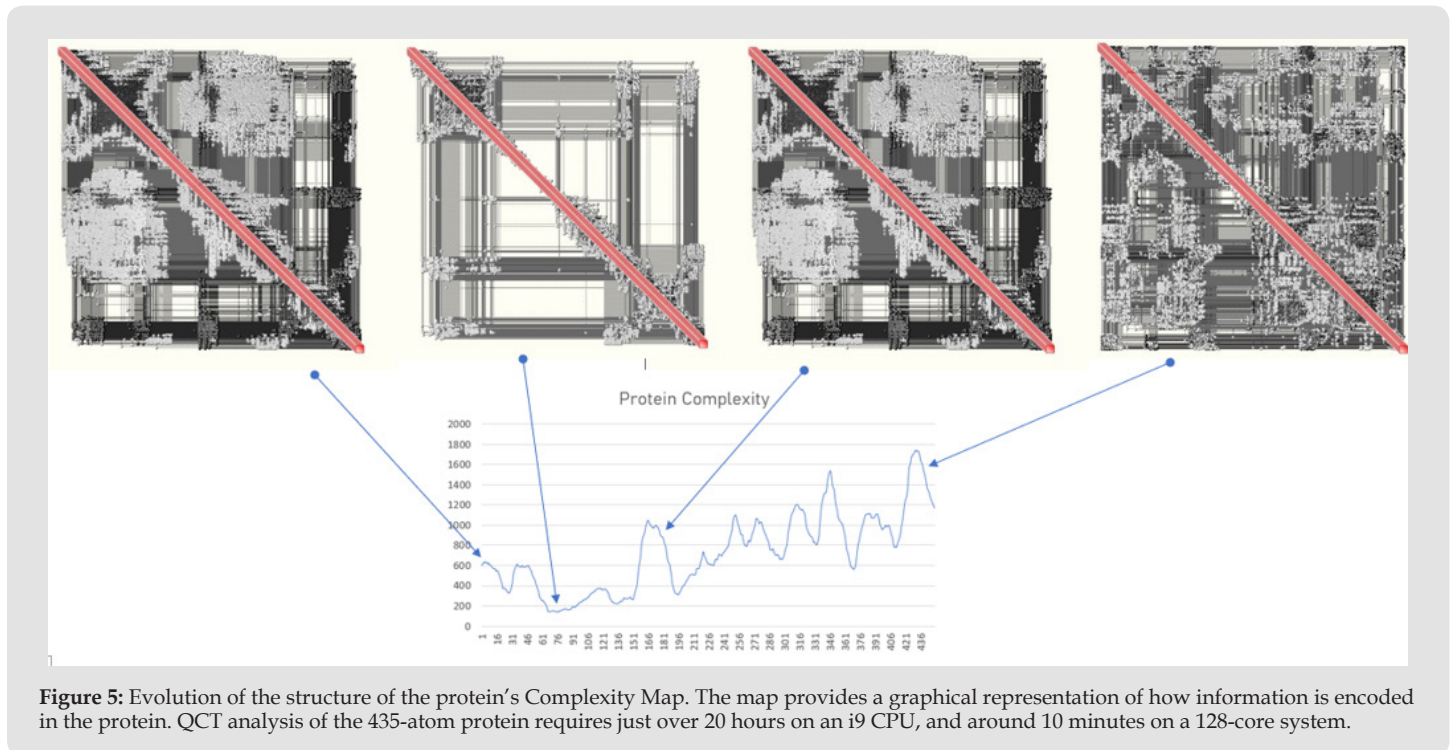 Protein Complexity
2000
1800
1600
1400
1200
1000
800
600
400
200
0
1 16 31 46 61 76 91 106 121 136 151 166 181 196 211 226 241 256 271 286 301 316 331 346 361 376 391 406 421 436
Figure 5: Evolution of the structure of the protein's Complexity Map. The map provides a graphical representation of how information is encoded
in the protein. QCT analysis of the 435-atom protein requires just over 20 hours on an i9 CPU, and around 10 minutes on a 128-core system.